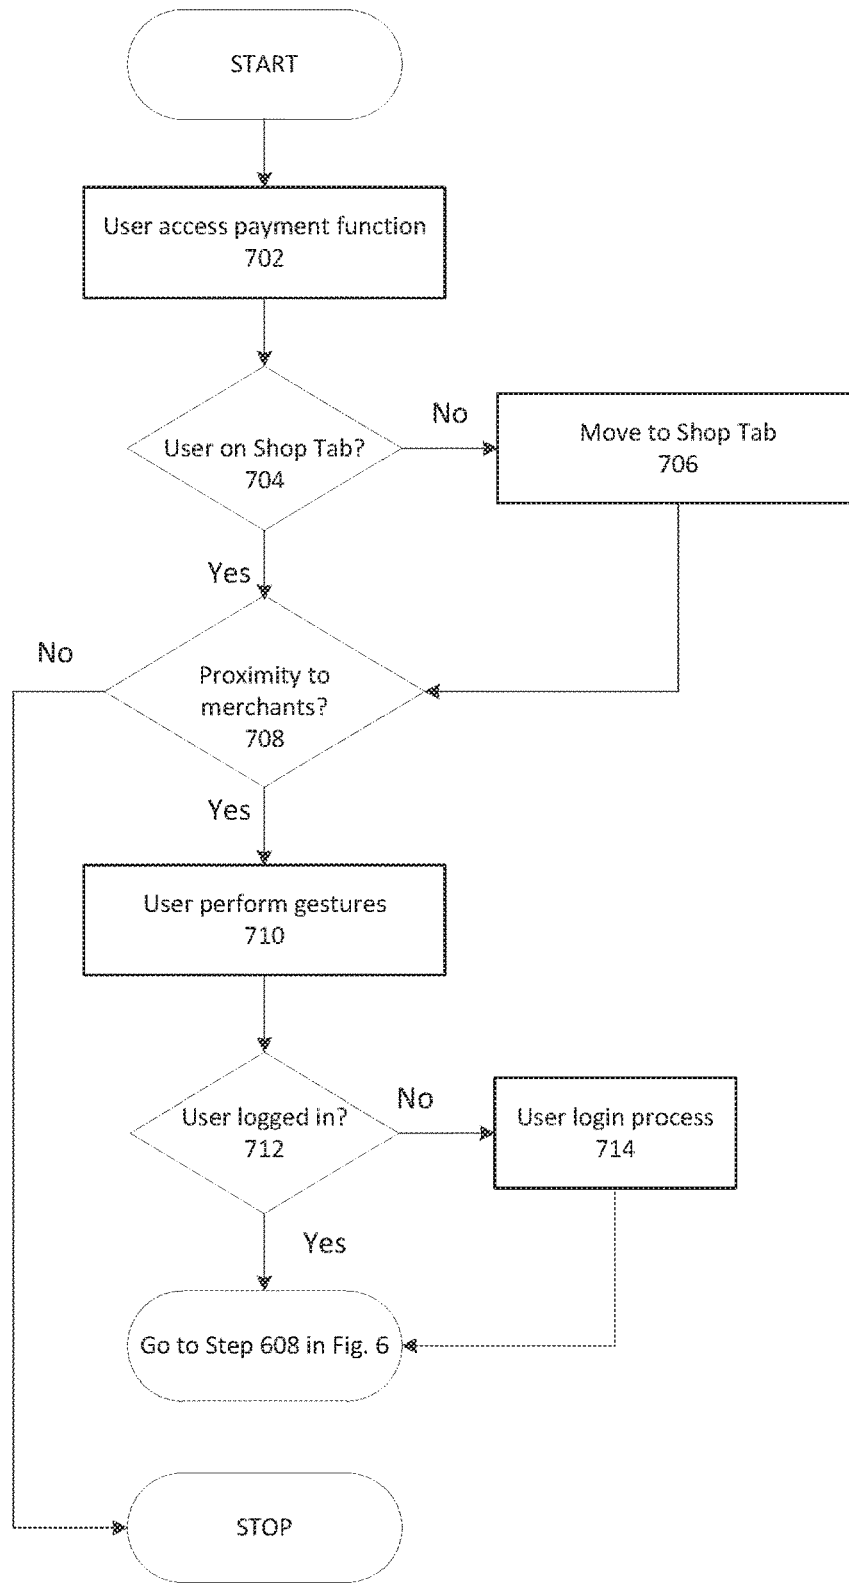 START
User access payment function
702
User on Shop Tab?
704
No
Move to Shop Tab
706
Yes
No
Proximity to
merchants?
708
Yes
User perform gestures
710
User logged in?
712
No
User login process
714
Yes
Go to Step 608 in Fig. 6
STOP